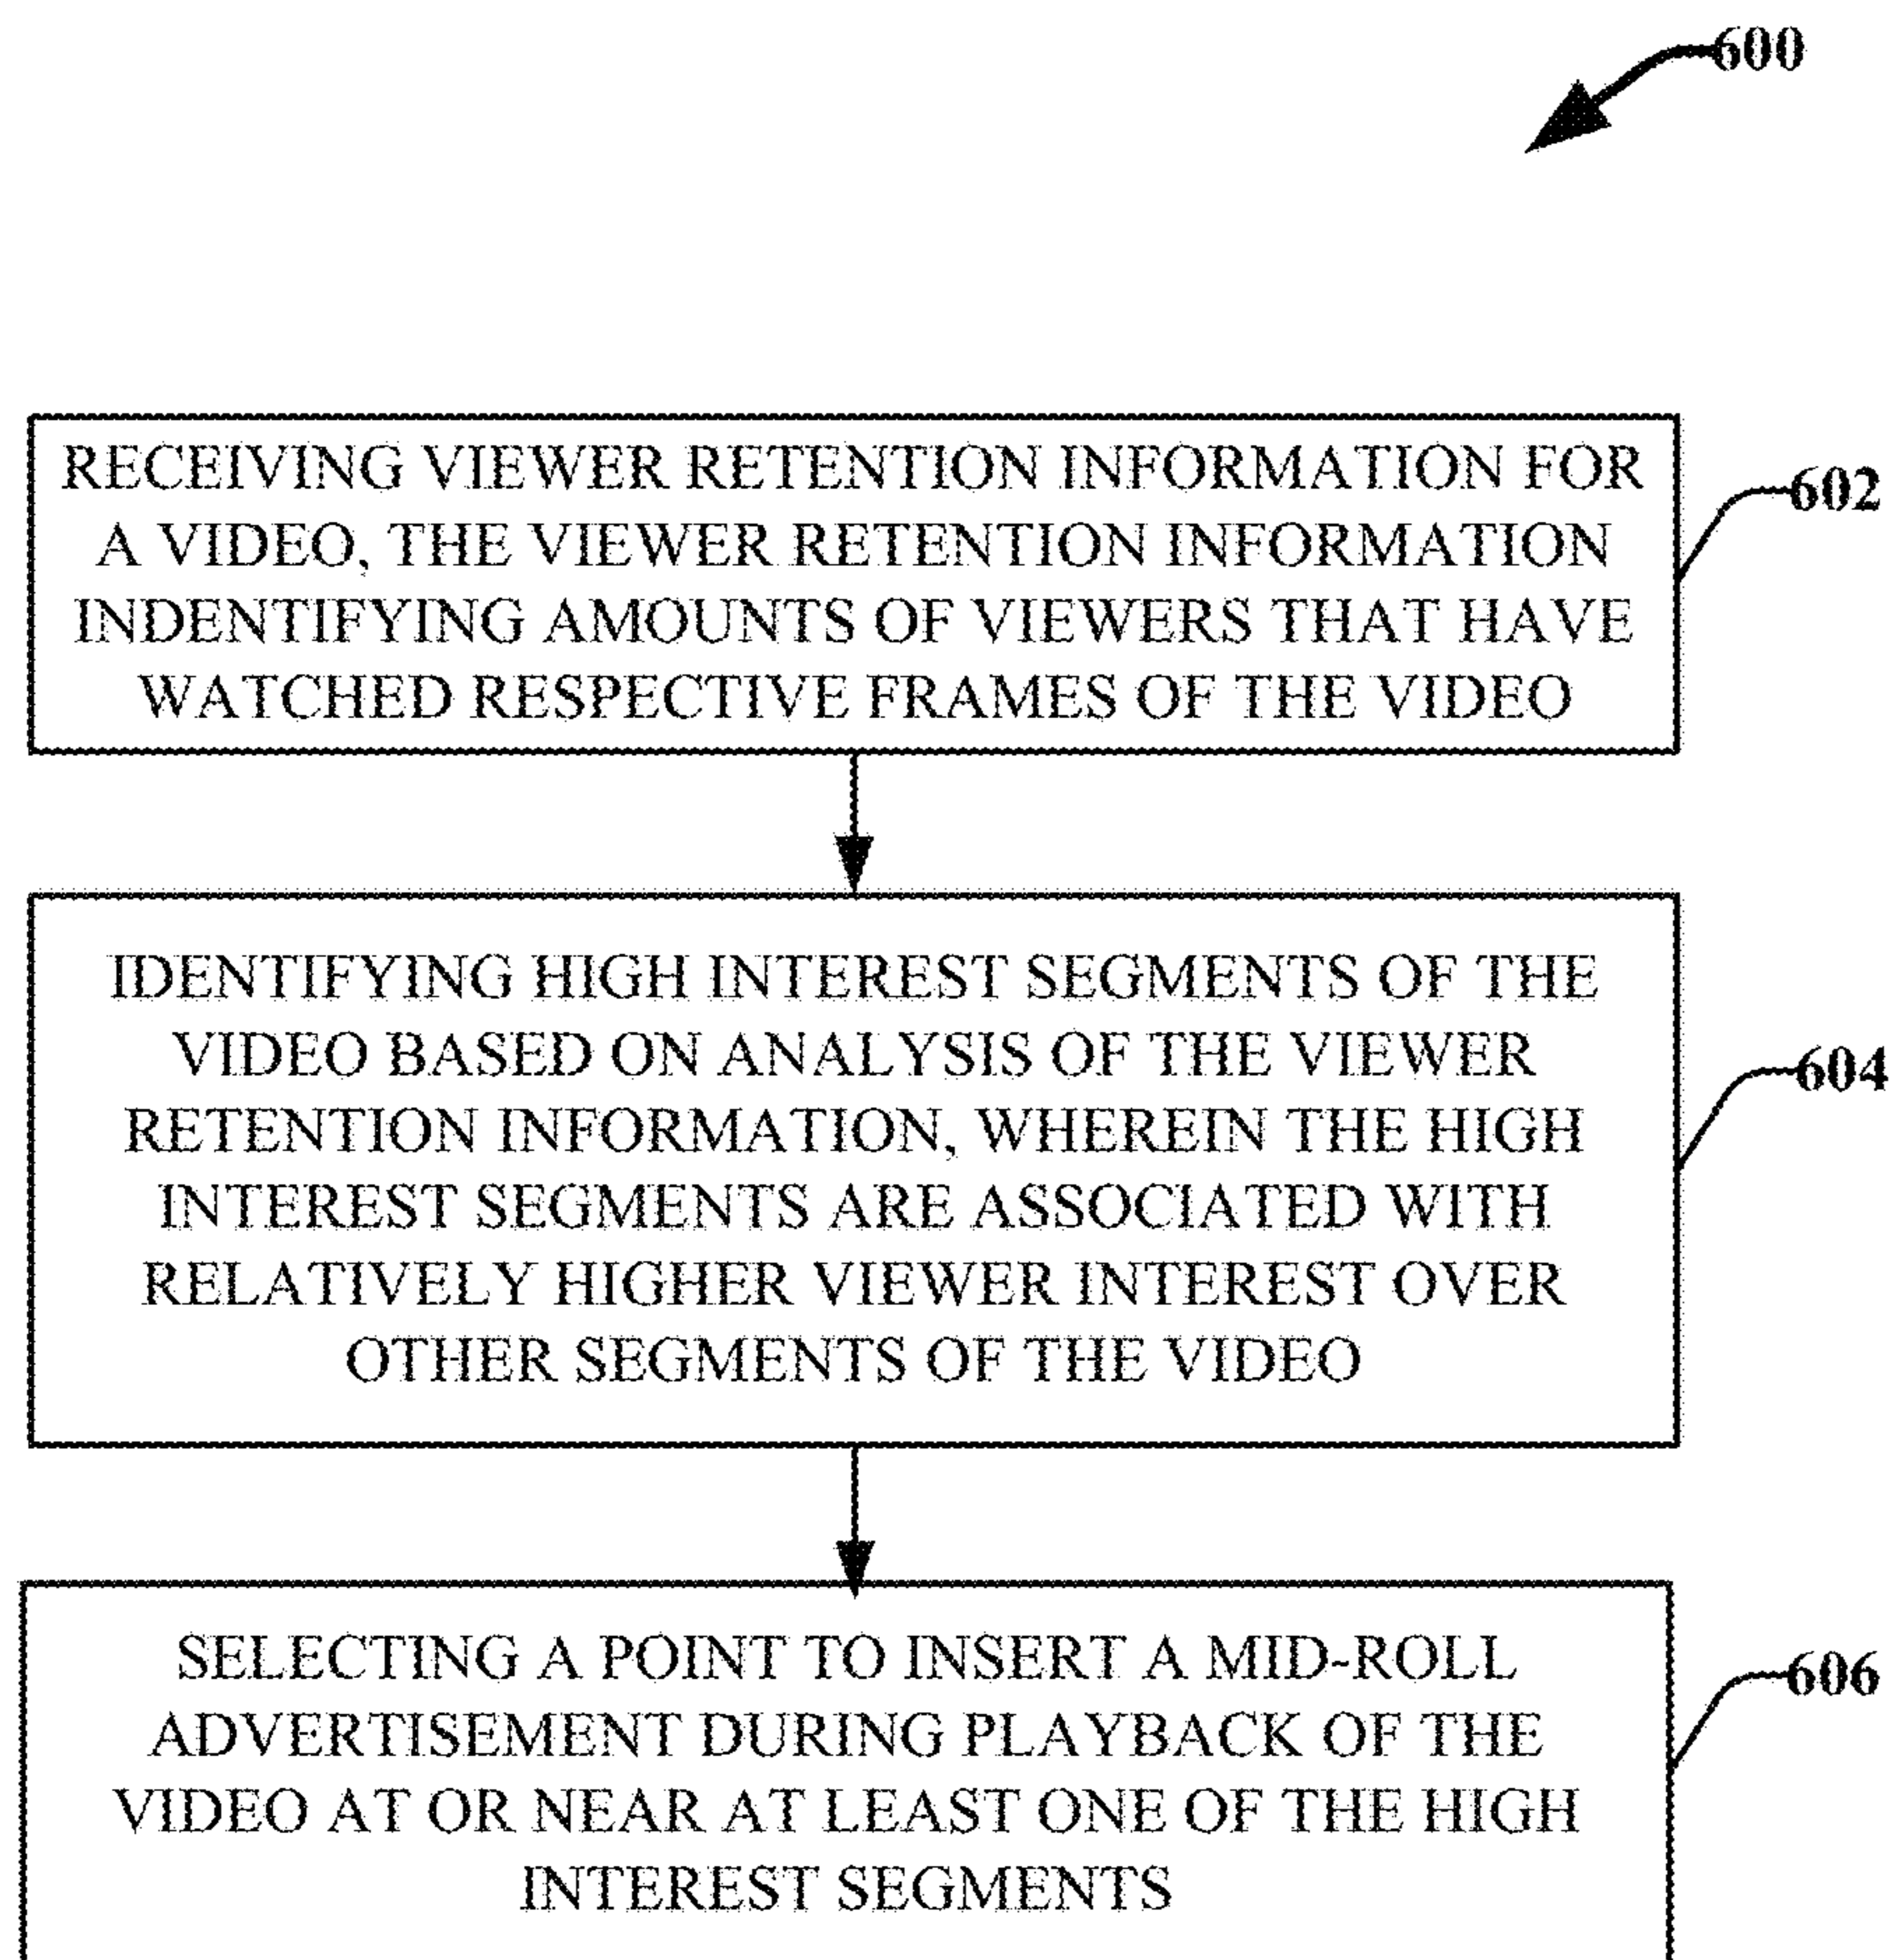 600
RECEIVING VIEWER RETENTION INFORMATION FOR
A VIDEO, THE VIEWER RETENTION INFORMATION
INDENTIFYING AMOUNTS OF VIEWERS THAT HAVE
WATCHED RESPECTIVE FRAMES OF THE VIDEO
602
IDENTIFYING HIGH INTEREST SEGMENTS OF THE
VIDEO BASED ON ANALYSIS OF THE VIEWER
RETENTION INFORMATION, WHEREIN THE HIGH
INTEREST SEGMENTS ARE ASSOCIATED WITH
RELATIVELY HIGHER VIEWER INTEREST OVER
OTHER SEGMENTS OF THE VIDEO
604
SELECTING A POINT TO INSERT A MID-ROLL
ADVERTISEMENT DURING PLAYBACK OF THE
VIDEO AT OR NEAR AT LEAST ONE OF THE HIGH
INTEREST SEGMENTS
606